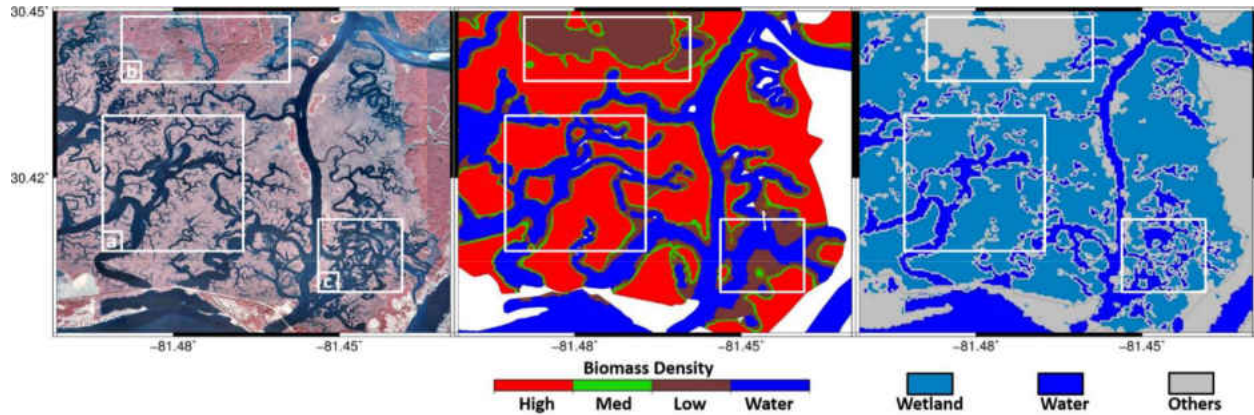 30.45°
b
30.42°
a
c
−81.48° −81.45° −81.48° −81.45° −81.48° −81.45°
Biomass Density
High Med Low Water
Wetland Water Others